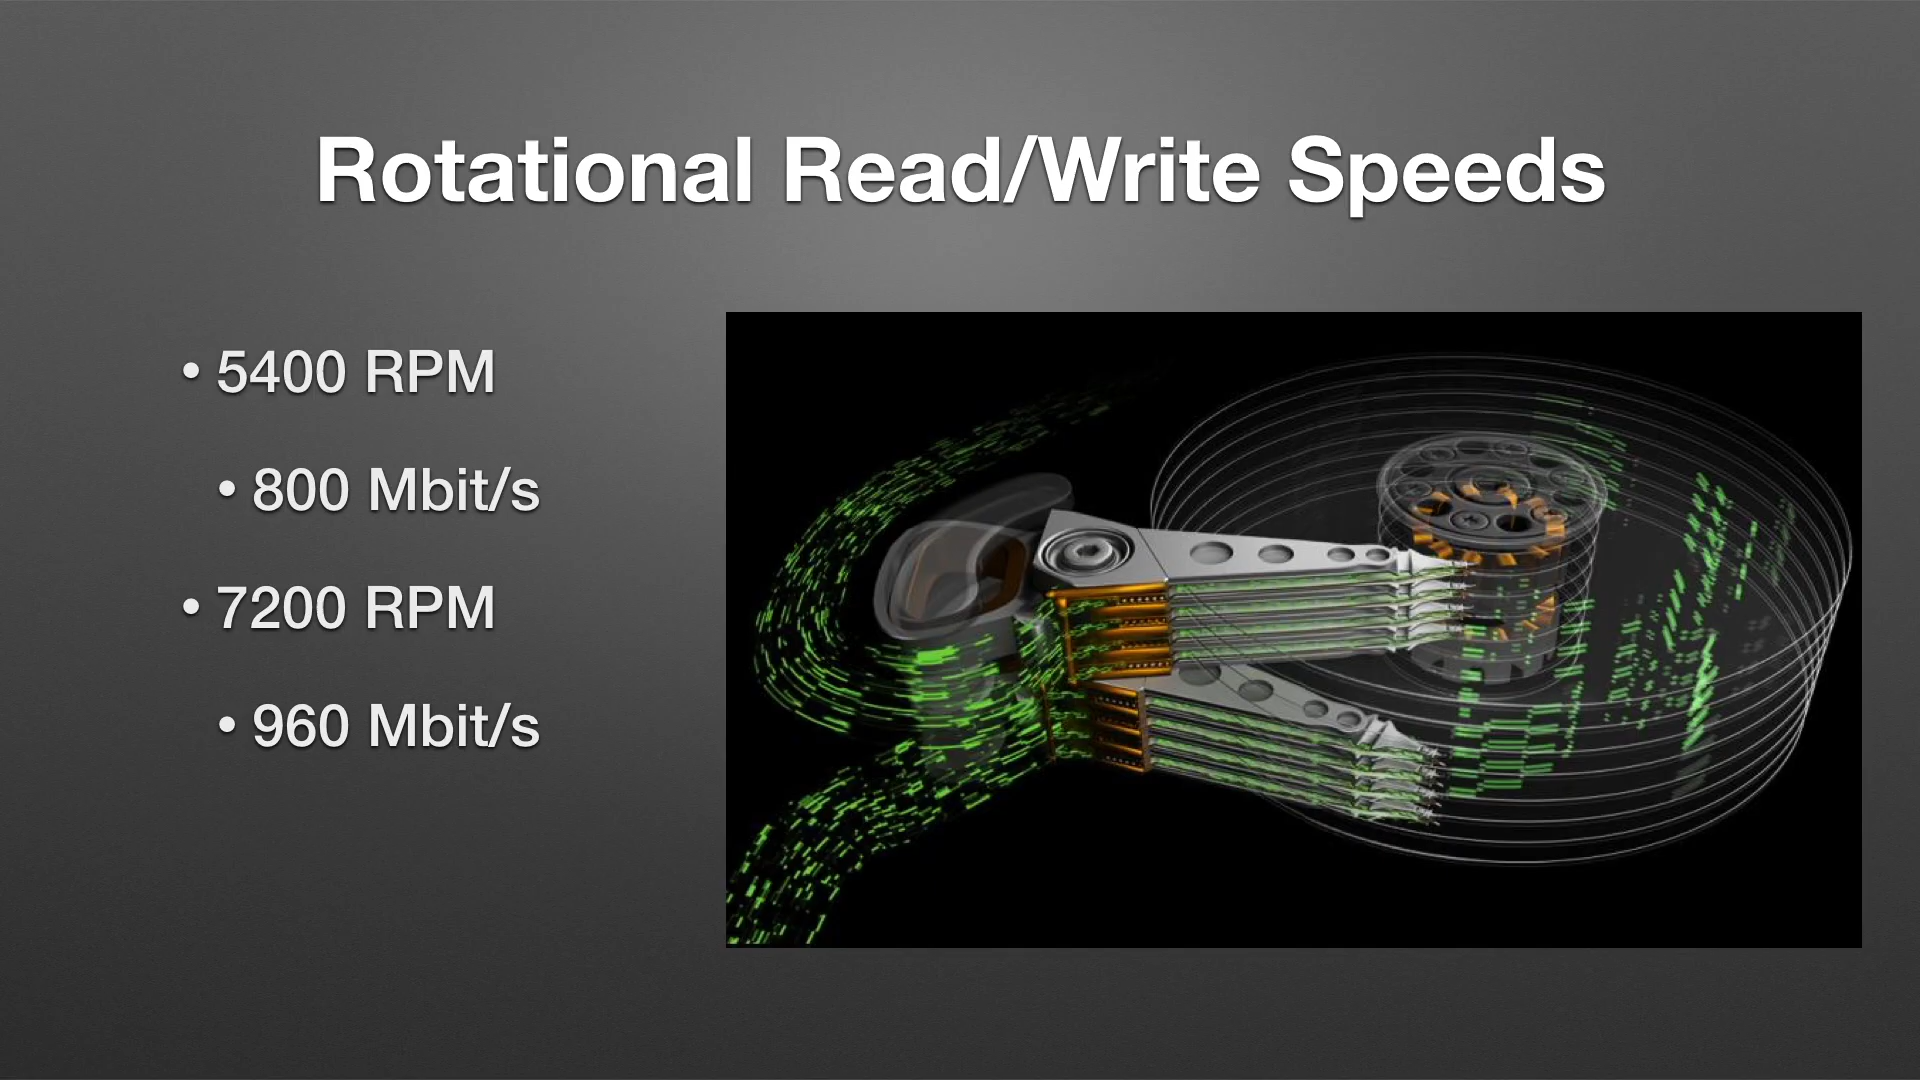 Rotational Read/Write Speeds
• 5400 RPM
• 800 Mbit/s
• 7200 RPM
• 960 Mbit/s